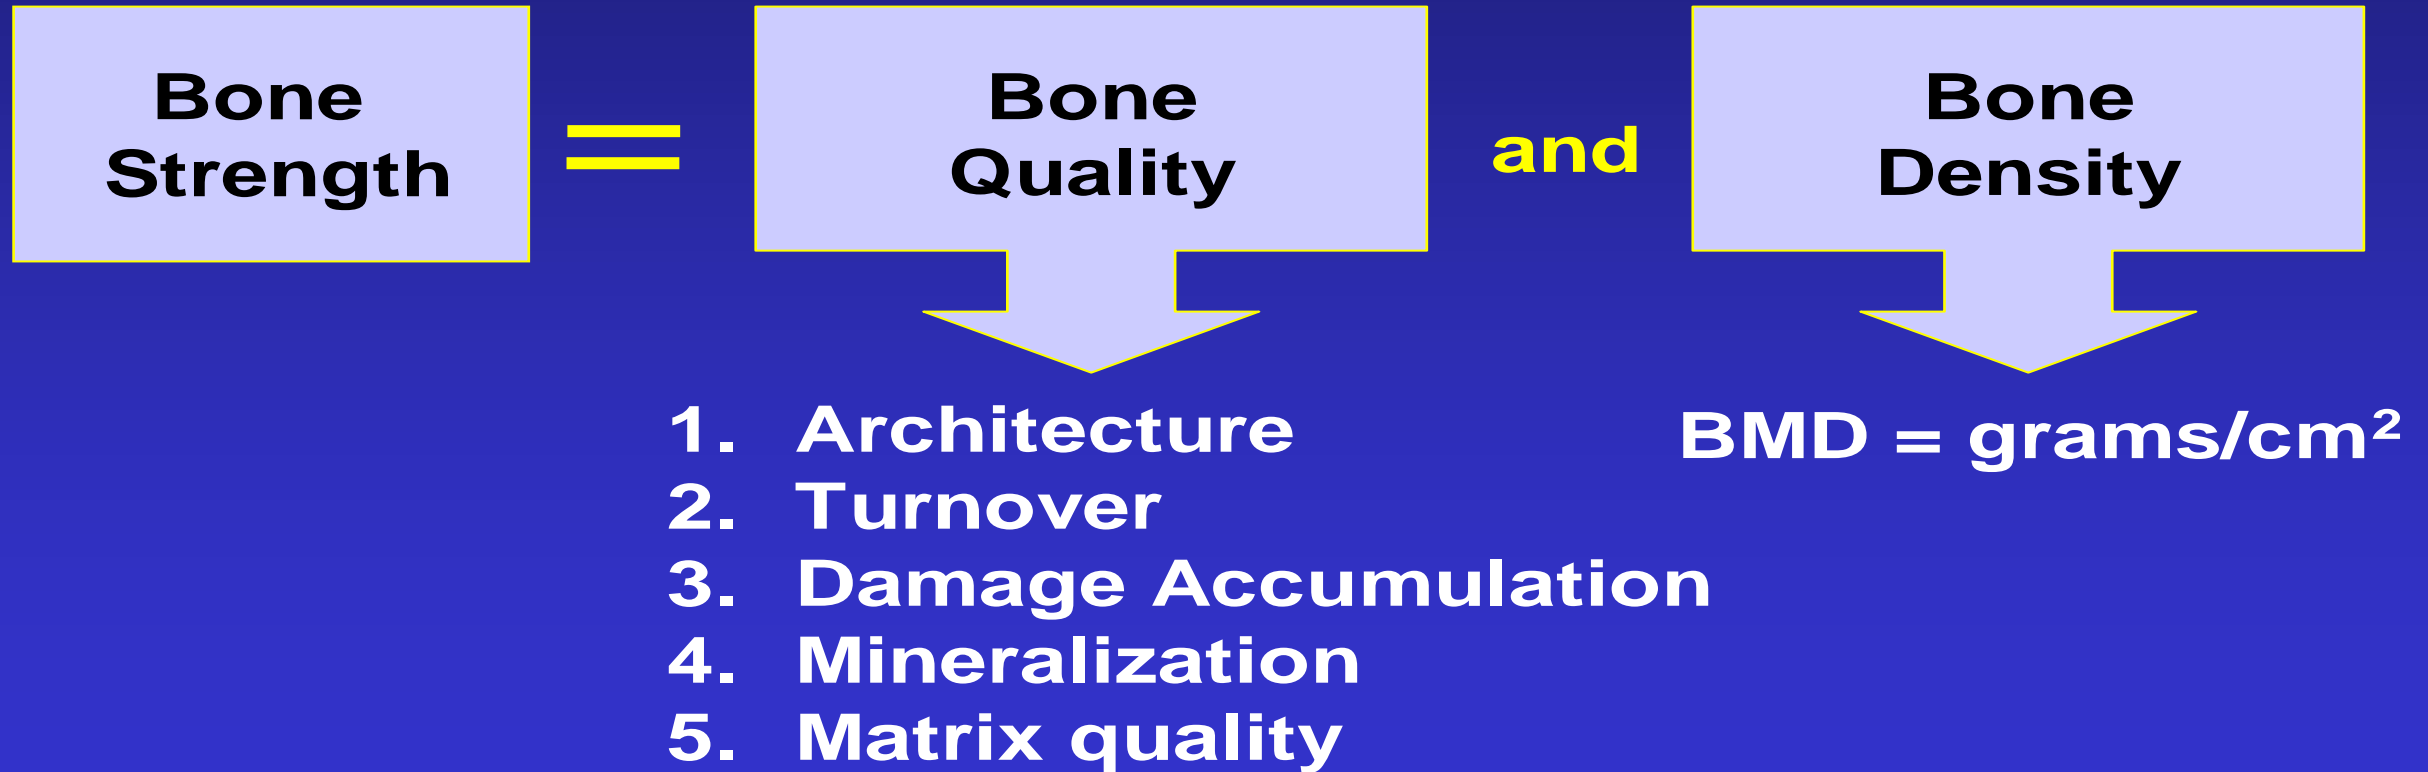 Bone
Strength
=
Bone
Quality
and
Bone
Density
1. Architecture
2. Turnover
3. Damage Accumulation
4. Mineralization
5. Matrix quality
BMD = grams/cm²